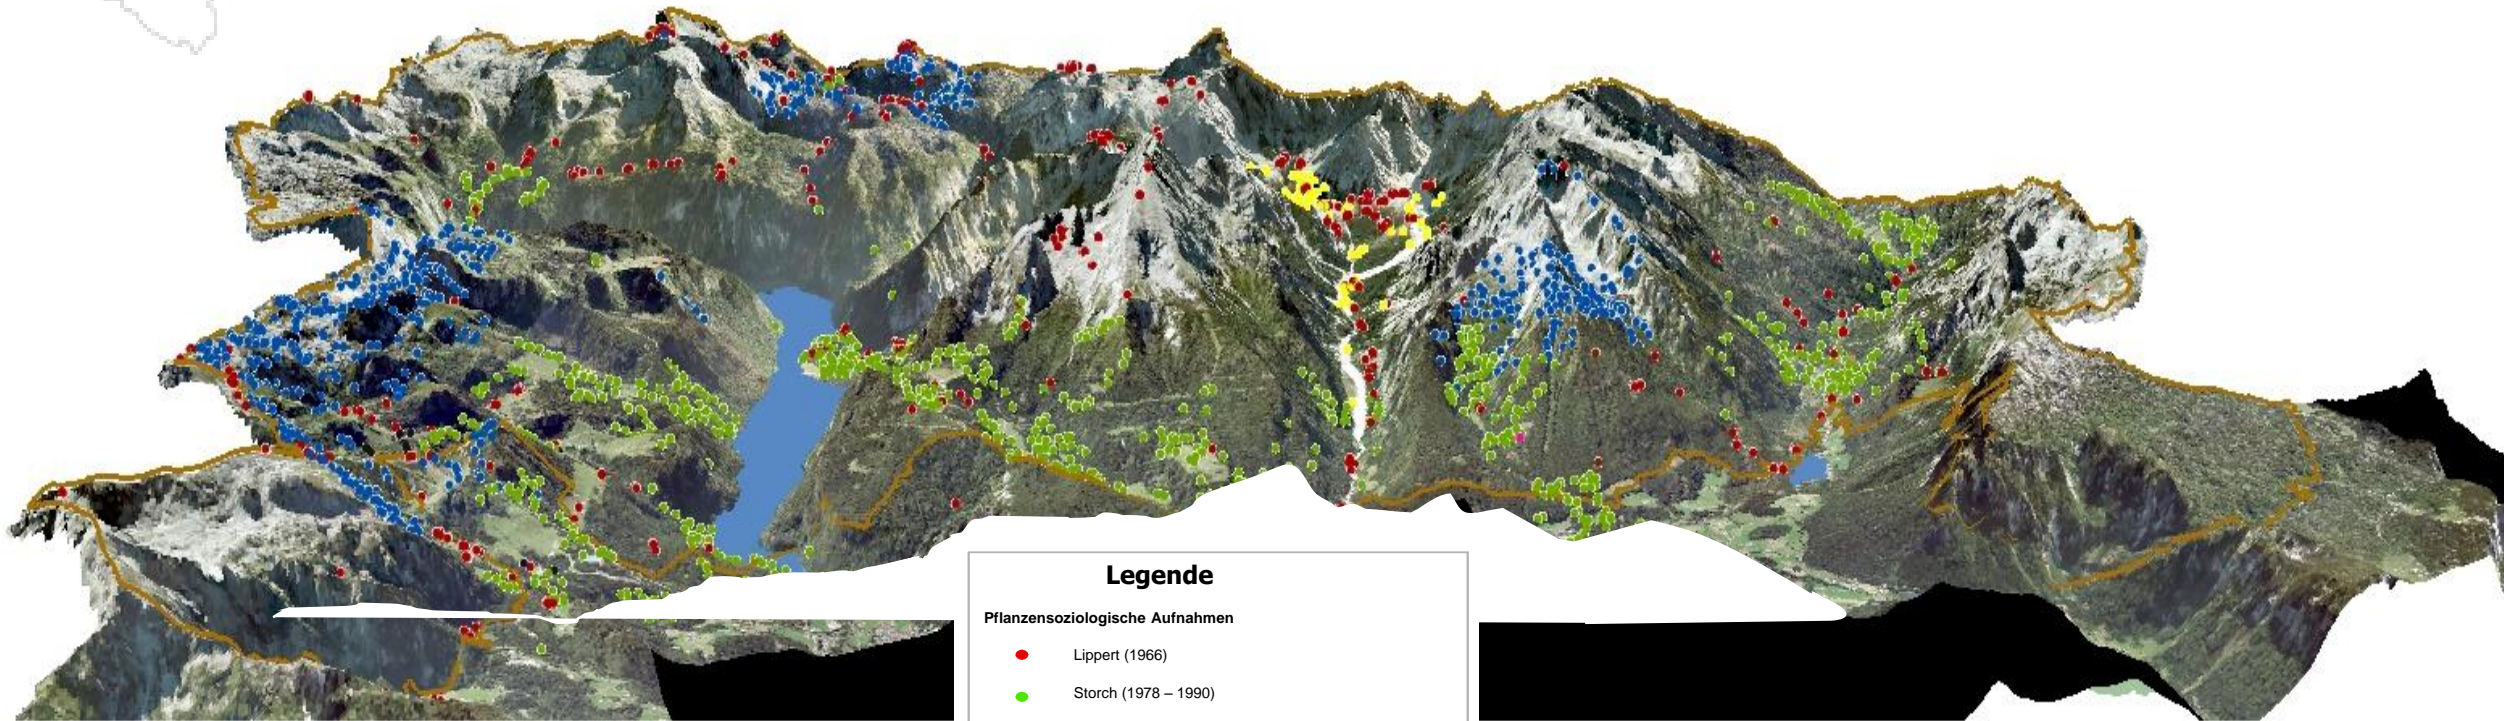 Legende
Pflanzensoziologische Aufnahmen
Lippert (1966)
Storch (1978 – 1990)